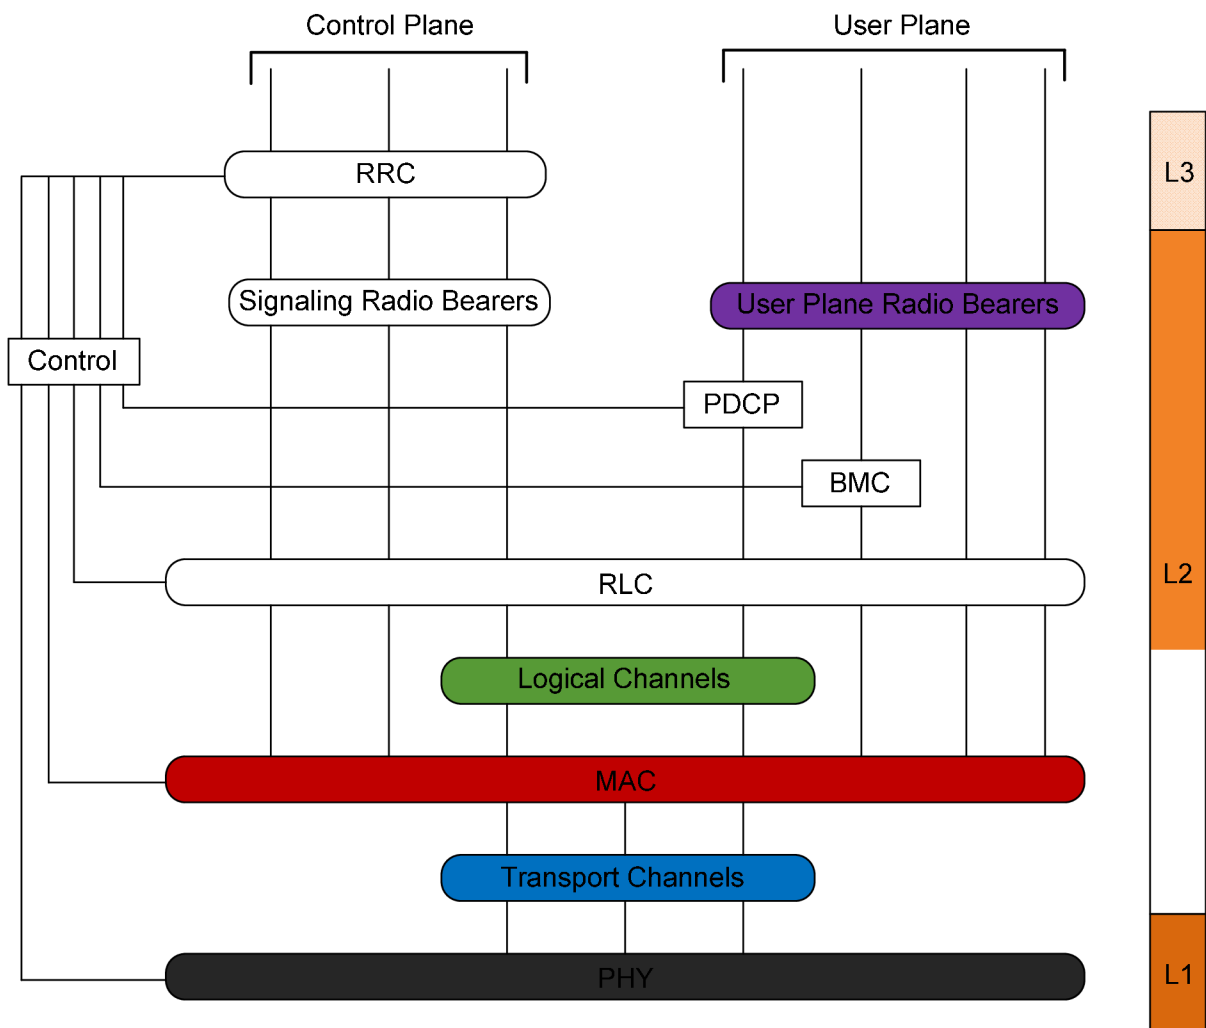 Control Plane
User Plane
RRC
L3
Signaling Radio Bearers
User Plane Radio Bearers
Control
PDCP
BMC
RLC
L2
Logical Channels
MAC
Transport Channels
PHY
L1